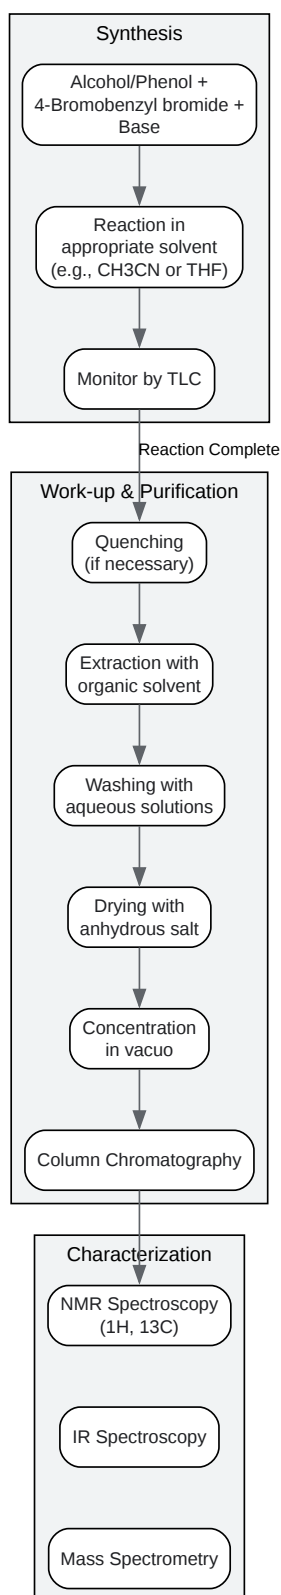 Synthesis
Alcohol/Phenol +
4-Bromobenzyl bromide +
Base
Reaction in
appropriate solvent
(e.g., CH3CN or THF)
Monitor by TLC
Reaction Complete
Work-up & Purification
Quenching
(if necessary)
Extraction with
organic solvent
Washing with
aqueous solutions
Drying with
anhydrous salt
Concentration
in vacuo
Column Chromatography
Characterization
NMR Spectroscopy
(1H, 13C)
IR Spectroscopy
Mass Spectrometry